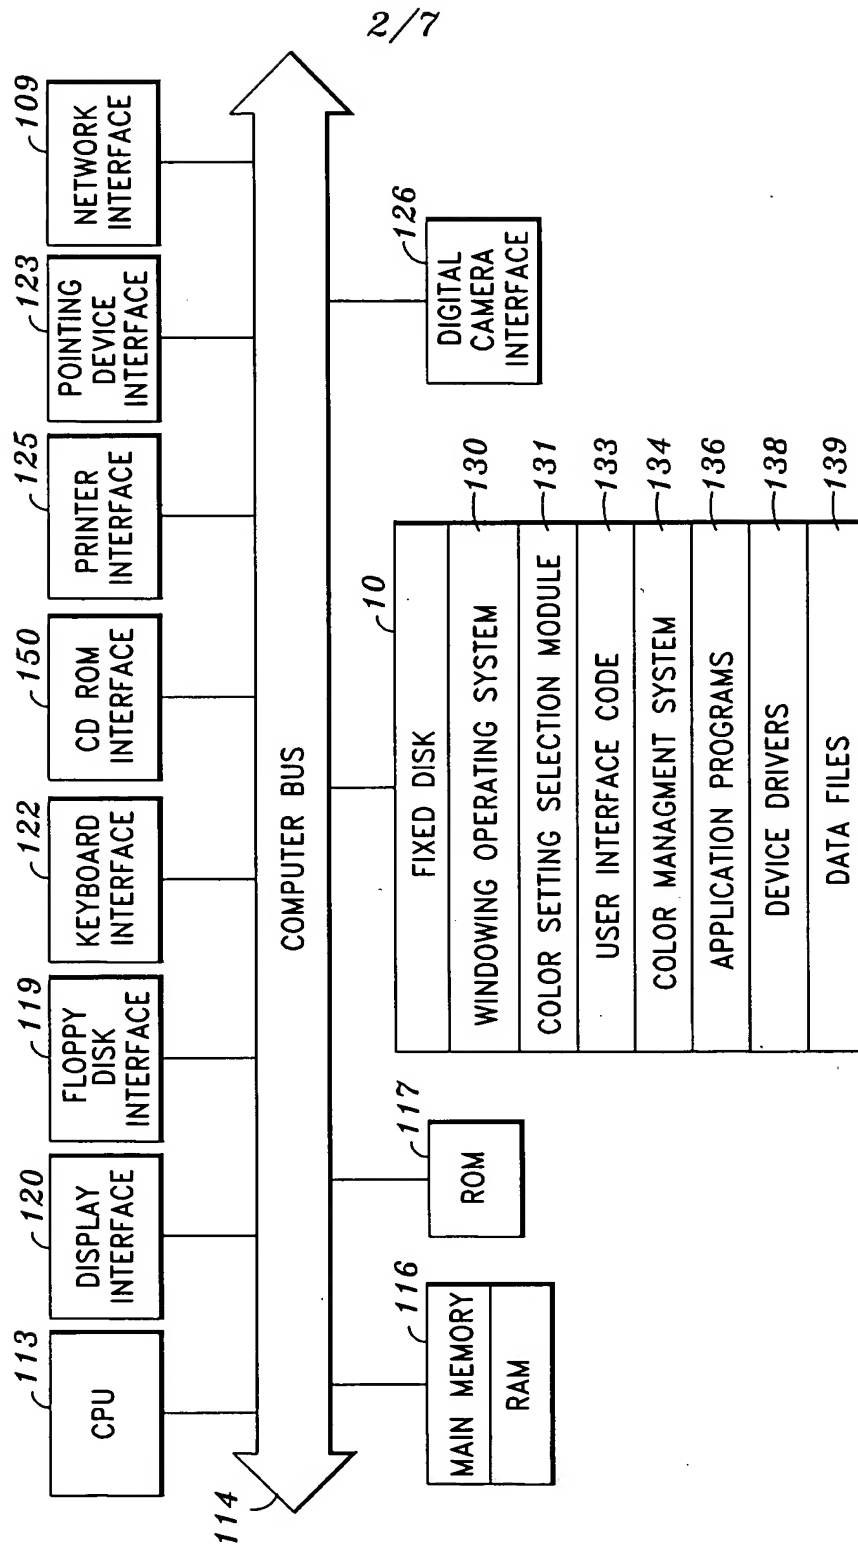 2/7
113
CPU
120
DISPLAY
INTERFACE
119
FLOPPY
DISK
INTERFACE
122
KEYBOARD
INTERFACE
150
CD ROM
INTERFACE
125
PRINTER
INTERFACE
123
POINTING
DEVICE
INTERFACE
109
NETWORK
INTERFACE
114
COMPUTER BUS
116
MAIN MEMORY
RAM
117
ROM
10
FIXED DISK
WINDOWING OPERATING SYSTEM
130
COLOR SETTING SELECTION MODULE
131
USER INTERFACE CODE
133
COLOR MANAGMENT SYSTEM
134
APPLICATION PROGRAMS
136
DEVICE DRIVERS
138
DATA FILES
139
126
DIGITAL
CAMERA
INTERFACE